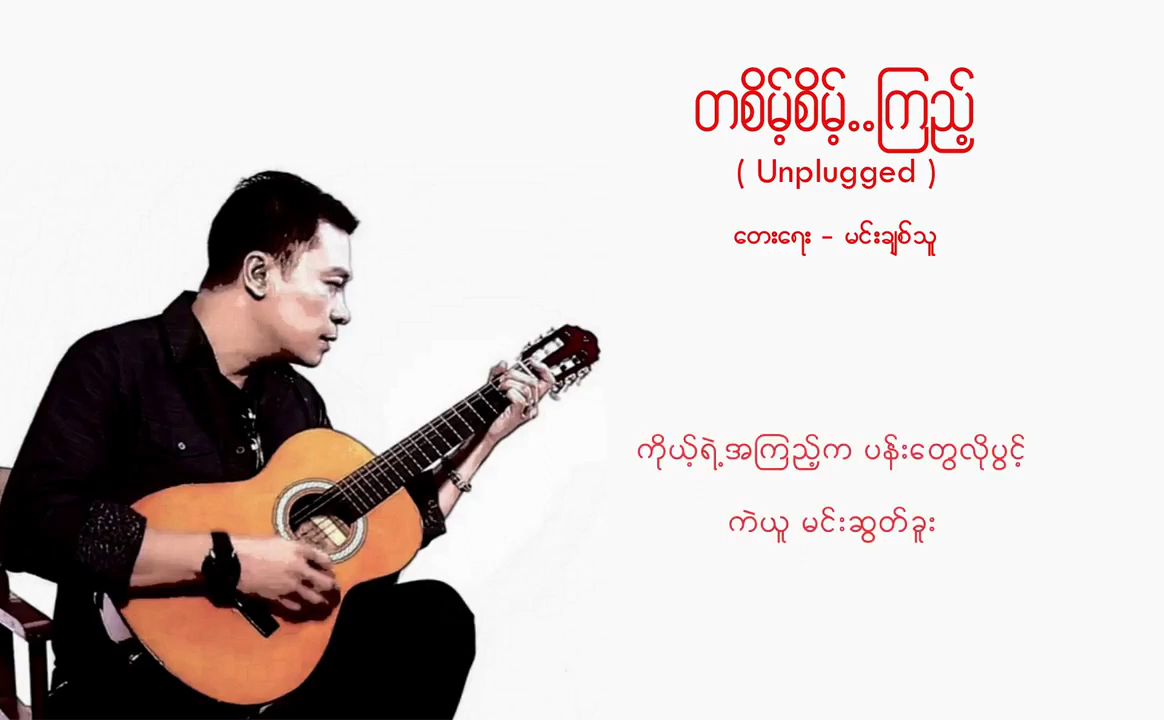 တစိမ့်စိမ့်..ကြည့်
( Unplugged )
တေးရေး - မင်းချစ်သူ
ကိုယ့်ရဲ့အကြည့်က ပန်းတွေလိုပွင့်
ကဲယူ မင်းဆွတ်ခူး